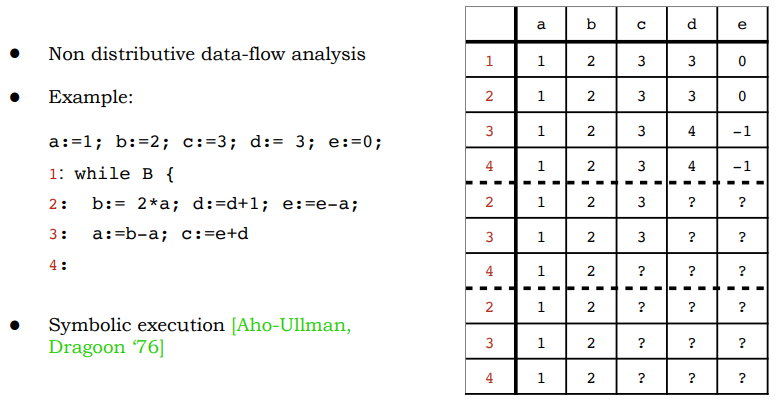 ● Non distributive data-flow analysis
● Example:
a:=1; b:=2; c:=3; d:= 3; e:=0;
1: while B {
2: b:= 2*a; d:=d+1; e:=e-a;
3: a:=b-a; c:=e+d
4:
● Symbolic execution [Aho-Ullman,
Dragoon ‘76]
a b c d e
1 1 2 3 3 0
2 1 2 3 3 0
3 1 2 3 4 -1
4 1 2 3 4 -1
2 1 2 3 ? ?
3 1 2 3 ? ?
4 1 2 ? ? ?
2 1 2 ? ? ?
3 1 2 ? ? ?
4 1 2 ? ? ?